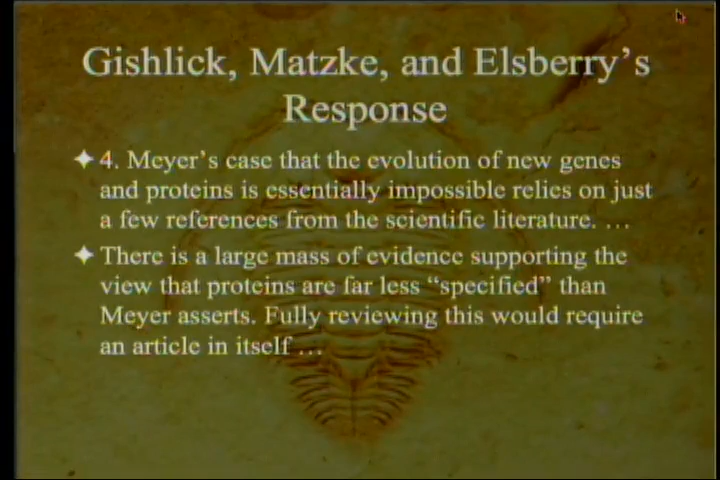 Gishlick, Matzke, and Elsberry’s
Response
4. Meyer’s case that the evolution of new genes
and proteins is essentially impossible relies on just
a few references from the scientific literature. …
There is a large mass of evidence supporting the
view that proteins are far less “specified” than
Meyer asserts. Fully reviewing this would require
an article in itself …